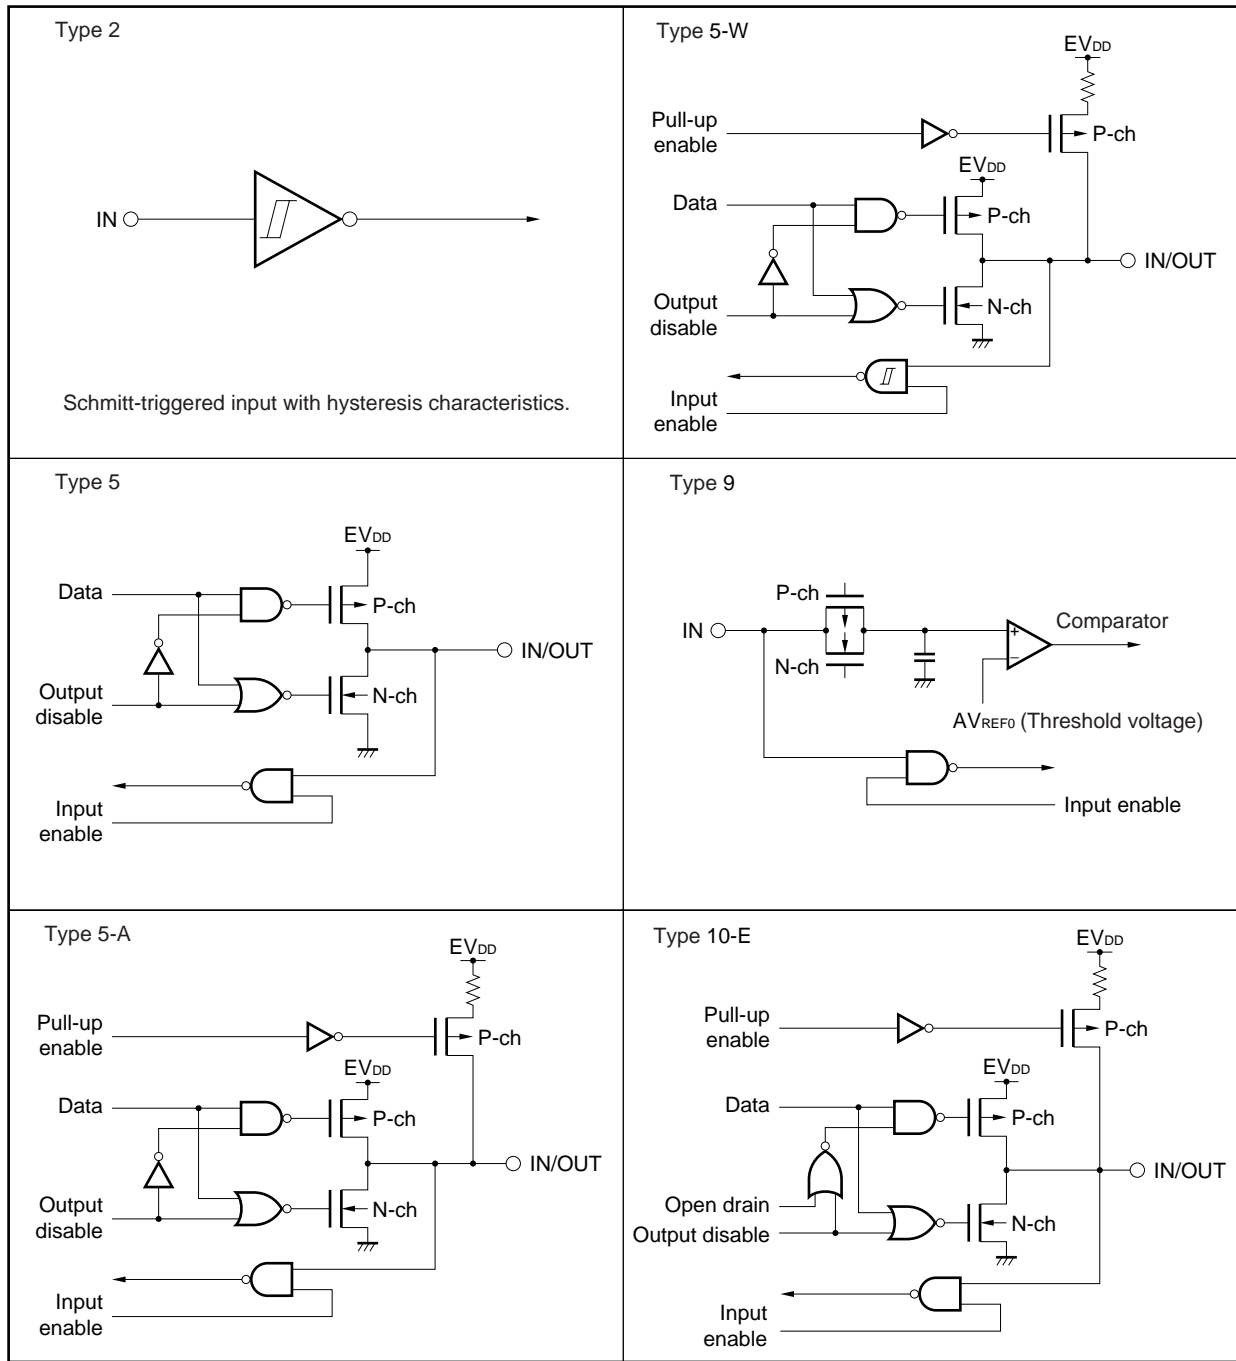 Type 2
IN
Schmitt-triggered input with hysteresis characteristics.
Type 5-W
EVDD
Pull-up
enable
P-ch
EVDD
Data
P-ch
IN/OUT
Output
disable
N-ch
Input
enable
Type 5
EVDD
Data
P-ch
IN/OUT
Output
disable
N-ch
Input
enable
Type 9
P-ch
IN
N-ch
+
−
Comparator
AVREF0 (Threshold voltage)
Input enable
Type 5-A
EVDD
Pull-up
enable
P-ch
EVDD
Data
P-ch
IN/OUT
Output
disable
N-ch
Input
enable
Type 10-E
EVDD
Pull-up
enable
P-ch
EVDD
Data
P-ch
IN/OUT
Open drain
Output disable
N-ch
Input
enable